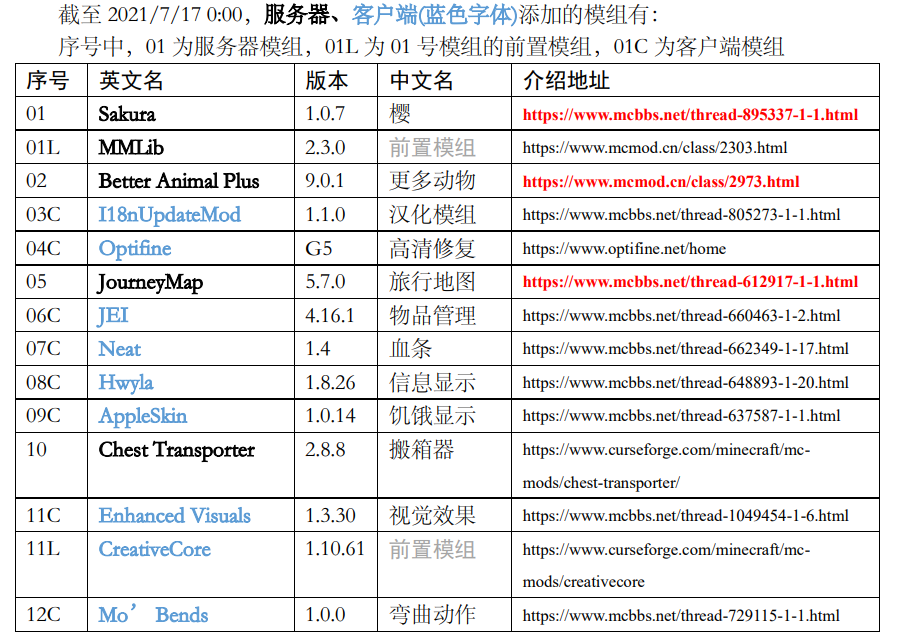 截至 2021/7/17 0:00，服务器、客户端(蓝色字体)添加的模组有：
序号中，01 为服务器模组，01L 为 01 号模组的前置模组，01C 为客户端模组
序号 英文名 版本 中文名 介绍地址
01 Sakura 1.0.7 樱 https://www.mcbbs.net/thread-895337-1-1.html
01L MMLib 2.3.0 前置模组 https://www.mcmod.cn/class/2303.html
02 Better Animal Plus 9.0.1 更多动物 https://www.mcmod.cn/class/2973.html
03C I18nUpdateMod 1.1.0 汉化模组 https://www.mcbbs.net/thread-805273-1-1.html
04C Optifine G5 高清修复 https://www.optifine.net/home
05 JourneyMap 5.7.0 旅行地图 https://www.mcbbs.net/thread-612917-1-1.html
06C JEI 4.16.1 物品管理 https://www.mcbbs.net/thread-660463-1-2.html
07C Neat 1.4 血条 https://www.mcbbs.net/thread-662349-1-17.html
08C Hwyla 1.8.26 信息显示 https://www.mcbbs.net/thread-648893-1-20.html
09C AppleSkin 1.0.14 饥饿显示 https://www.mcbbs.net/thread-637587-1-1.html
10 Chest Transporter 2.8.8 搬箱器 https://www.curseforge.com/minecraft/mc-
mods/chest-transporter/
11C Enhanced Visuals 1.3.30 视觉效果 https://www.mcbbs.net/thread-1049454-1-6.html
11L CreativeCore 1.10.61 前置模组 https://www.curseforge.com/minecraft/mc-
mods/creativecore
12C Mo’ Bends 1.0.0 弯曲动作 https://www.mcbbs.net/thread-729115-1-1.html